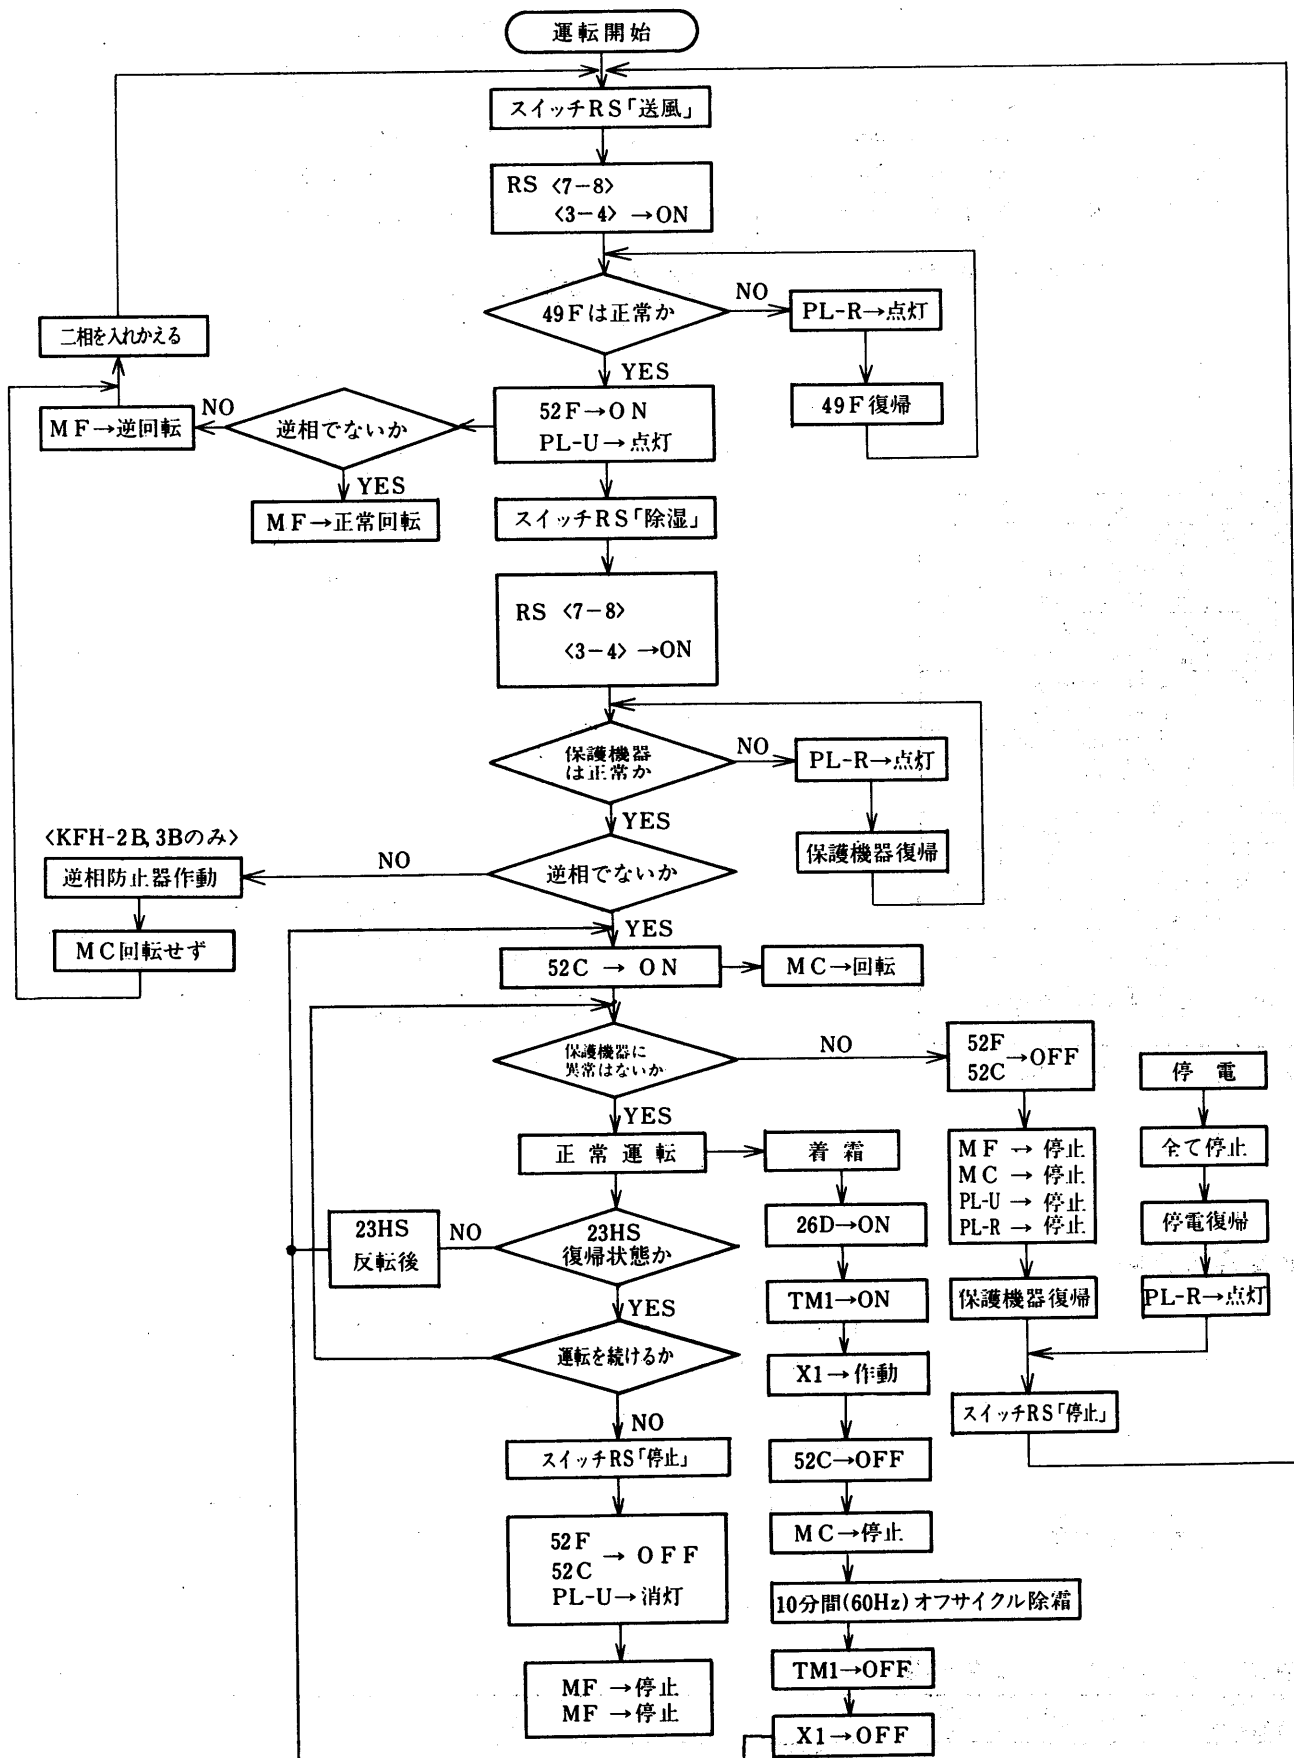 運転開始
スイッチRS「送風」
RS <7-8>
<3-4> →ON
49Fは正常か
NO
PL-R→点灯
49F復帰
YES
52F→ON
PL-U→点灯
逆相でないか
NO
MF→逆回転
二相を入れかえる
YES
MF→正常回転
スイッチRS「除湿」
RS <7-8>
<3-4> →ON
保護機器
は正常か
NO
PL-R→点灯
保護機器復帰
YES
逆相でないか
NO
<KFH-2B, 3Bのみ>
逆相防止器作動
MC回転せず
YES
52C → ON
MC→回転
保護機器に
異常はないか
NO
52F
52C
→OFF
MF → 停止
MC → 停止
PL-U → 停止
PL-R → 停止
保護機器復帰
スイッチRS「停止」
停電
全て停止
停電復帰
PL-R→点灯
YES
正常運転
着霜
26D→ON
TM1→ON
X1→作動
52C→OFF
MC→停止
10分間(60Hz)オフサイクル除霜
TM1→OFF
X1→OFF
23HS
復帰状態か
NO
23HS
反転後
YES
運転を続けるか
NO
スイッチRS「停止」
52F
52C
→ OFF
PL-U→消灯
MF →停止
MF →停止